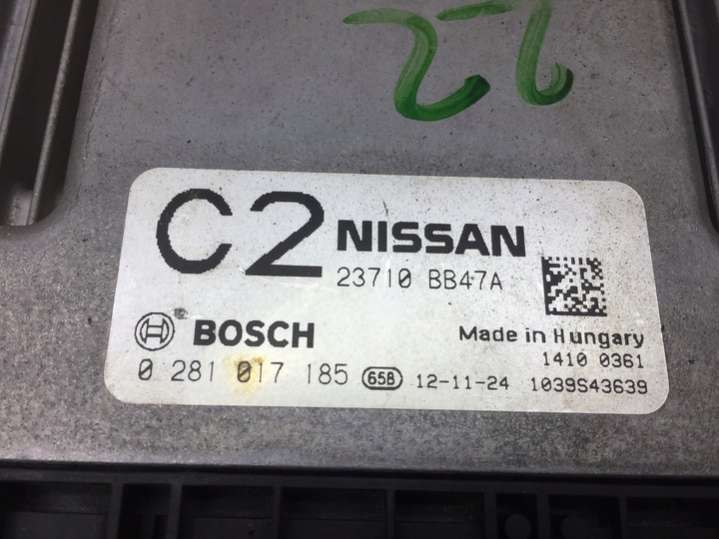 22
C2 NISSAN
23710 BB47A
BOSCH
Made in Hungary
1410 0361
0 281 017 185 65B 12-11-24 1039S43639